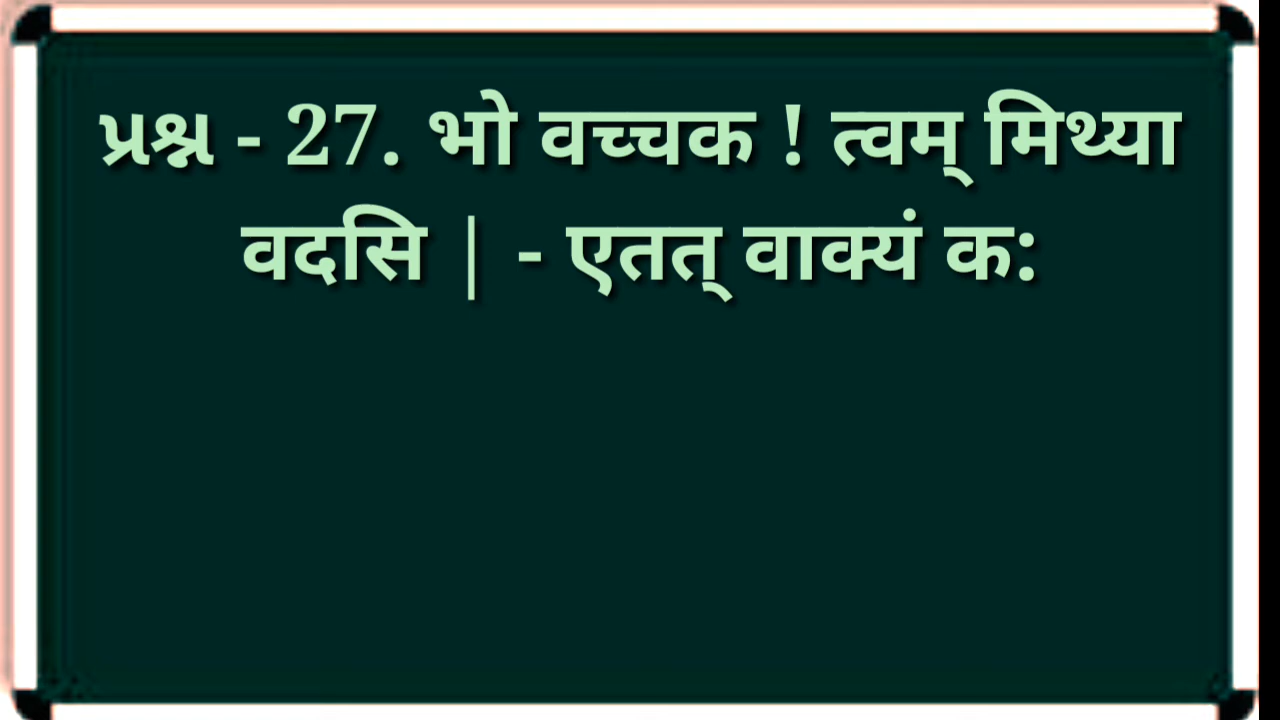 प्रश्न - 27. भो वच्चक ! त्वम् मिथ्या
वदसि | - एतत् वाक्यं क: